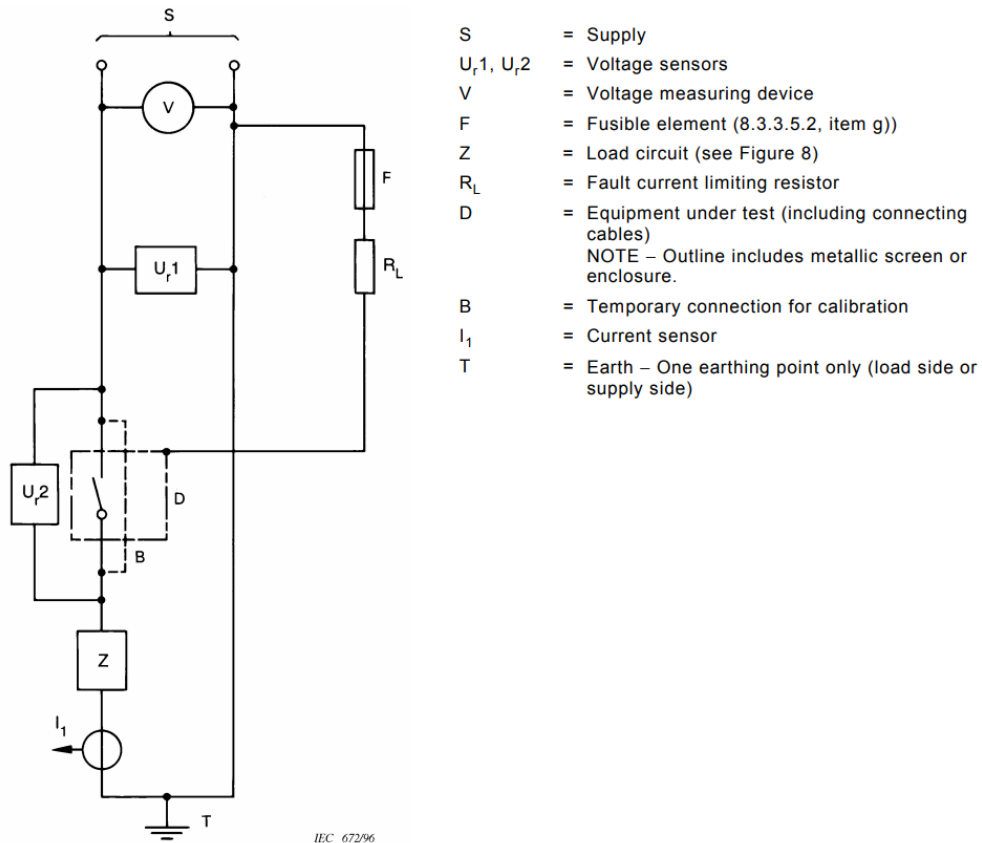 S
V
F
U_r1
R_L
U_r2
D
B
Z
I_1
T
IEC 672/96
S = Supply
U_r1, U_r2 = Voltage sensors
V = Voltage measuring device
F = Fusible element (8.3.3.5.2, item g))
Z = Load circuit (see Figure 8)
R_L = Fault current limiting resistor
D = Equipment under test (including connecting
cables)
NOTE – Outline includes metallic screen or
enclosure.
B = Temporary connection for calibration
I_1 = Current sensor
T = Earth – One earthing point only (load side or
supply side)